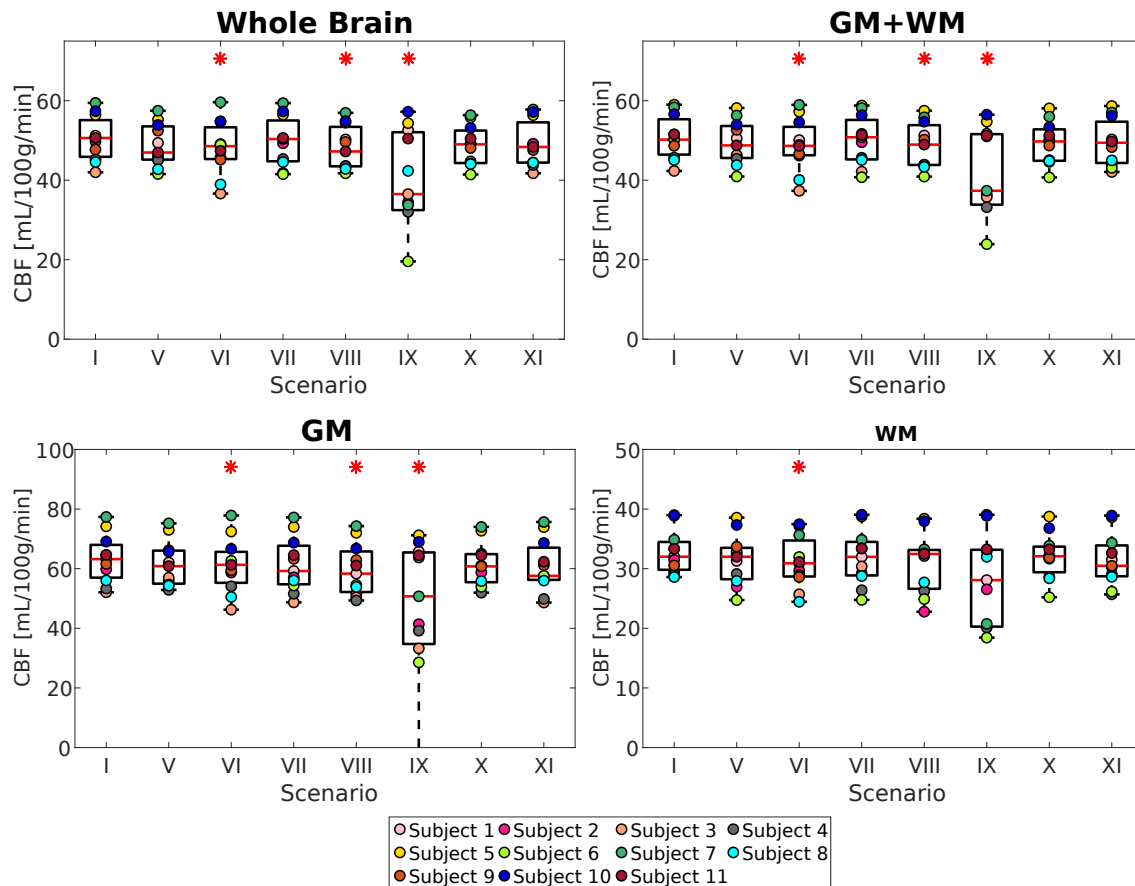 Whole Brain
GM+WM
CBF [mL/100g/min]
60
40
20
0
I V VI VII VIII IX X XI
Scenario
CBF [mL/100g/min]
60
40
20
0
I V VI VII VIII IX X XI
Scenario
GM
WM
CBF [mL/100g/min]
100
80
60
40
20
0
I V VI VII VIII IX X XI
Scenario
CBF [mL/100g/min]
50
40
30
20
10
0
I V VI VII VIII IX X XI
Scenario
Subject 1 Subject 2 Subject 3 Subject 4
Subject 5 Subject 6 Subject 7 Subject 8
Subject 9 Subject 10 Subject 11